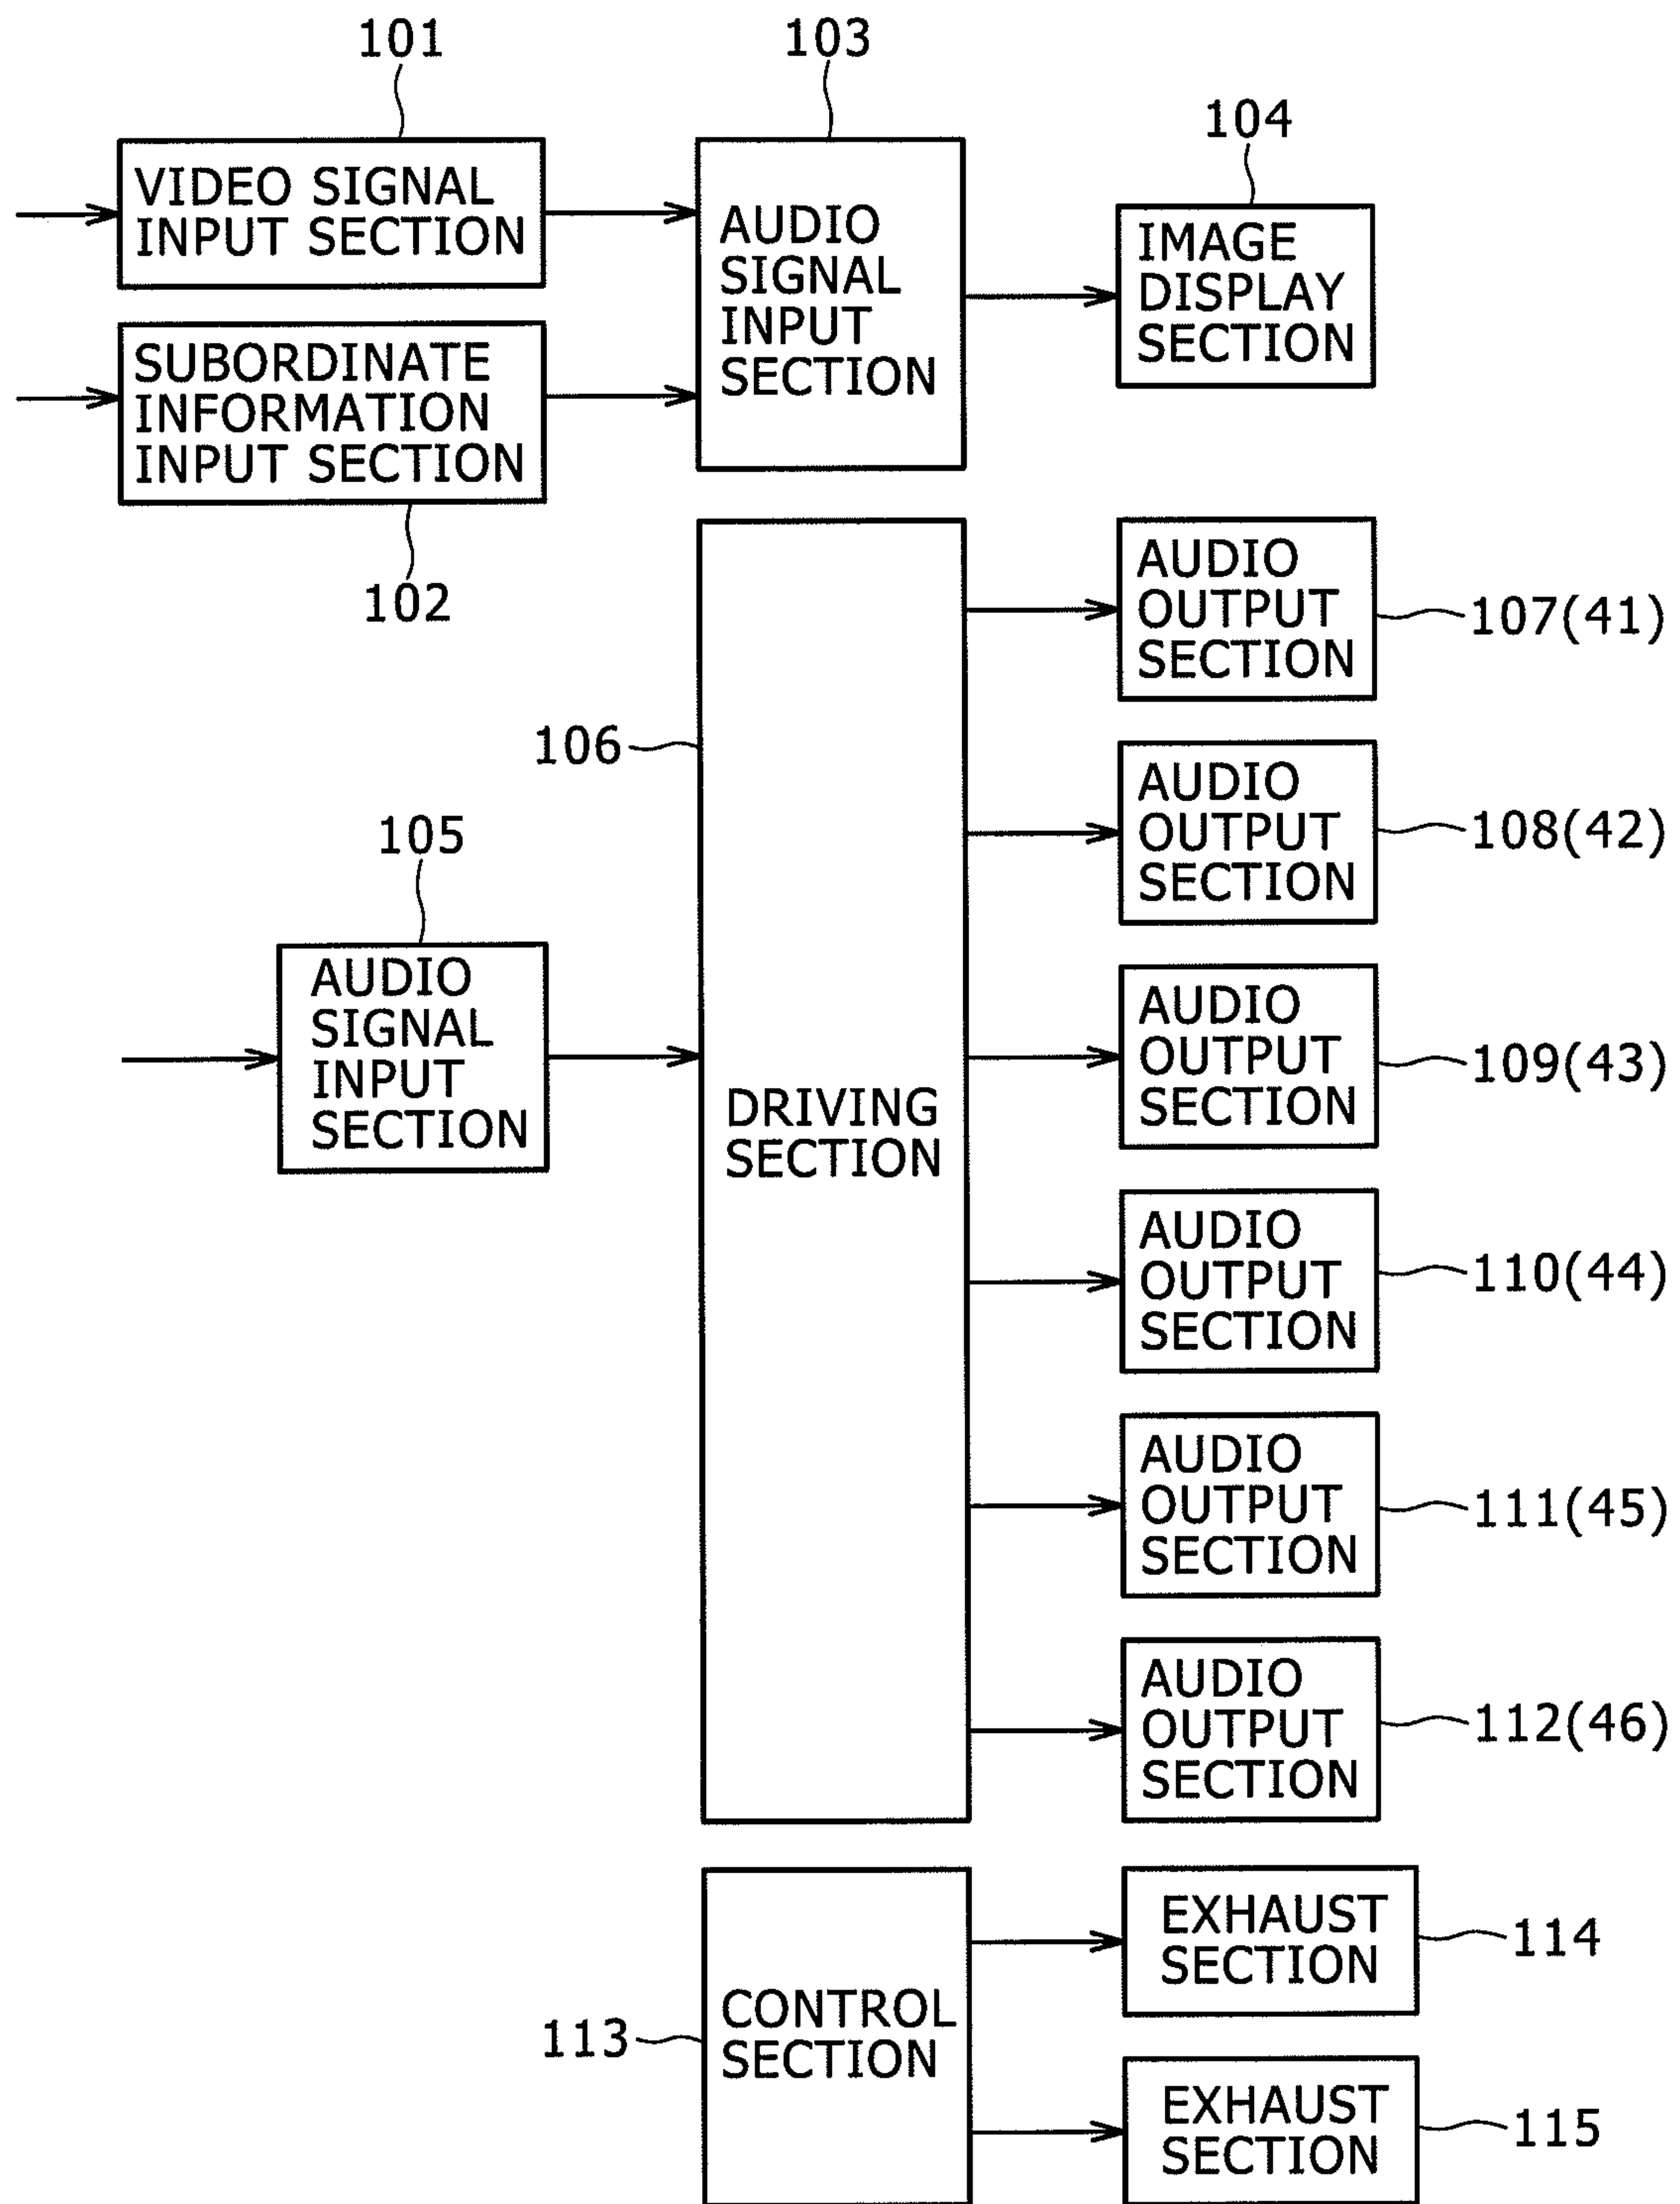 101
103
104
VIDEO SIGNAL
INPUT SECTION
AUDIO
SIGNAL
INPUT
SECTION
IMAGE
DISPLAY
SECTION
SUBORDINATE
INFORMATION
INPUT SECTION
102
AUDIO
OUTPUT
SECTION
107(41)
106
AUDIO
OUTPUT
SECTION
108(42)
105
AUDIO
SIGNAL
INPUT
SECTION
DRIVING
SECTION
AUDIO
OUTPUT
SECTION
109(43)
AUDIO
OUTPUT
SECTION
110(44)
AUDIO
OUTPUT
SECTION
111(45)
AUDIO
OUTPUT
SECTION
112(46)
113
CONTROL
SECTION
EXHAUST
SECTION
114
EXHAUST
SECTION
115